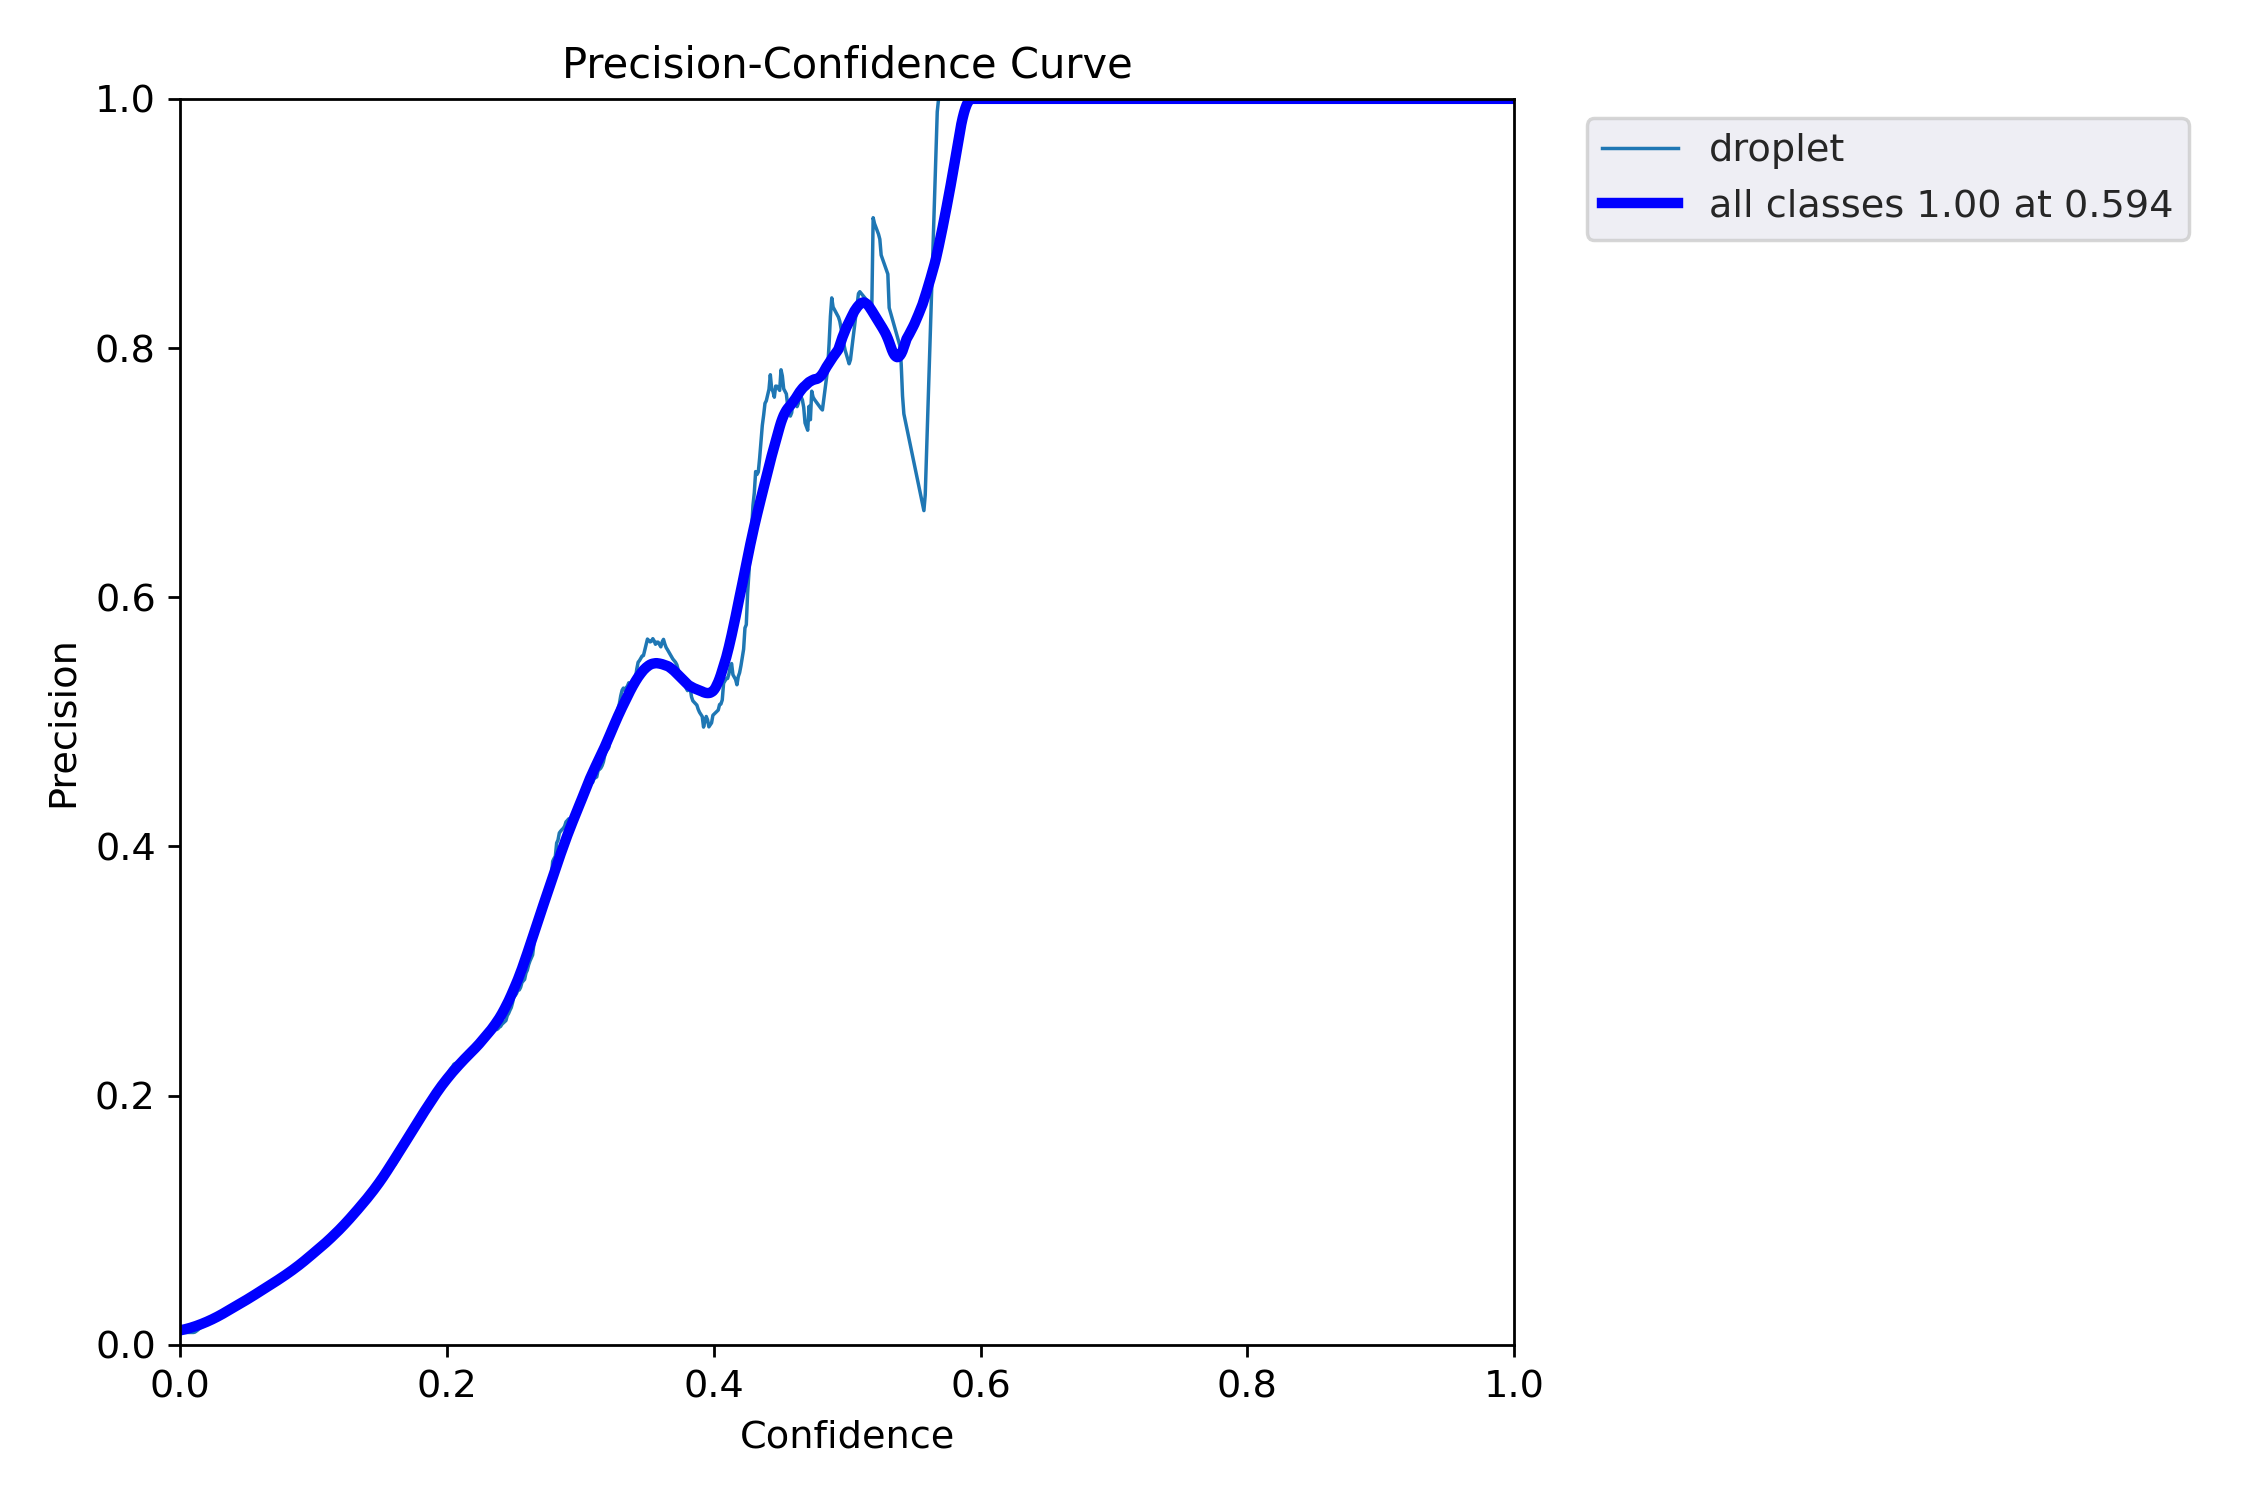 Precision-Confidence Curve
1.0
0.8
0.6
0.4
0.2
0.0
Precision
0.0 0.2 0.4 0.6 0.8 1.0
Confidence
droplet
all classes 1.00 at 0.594